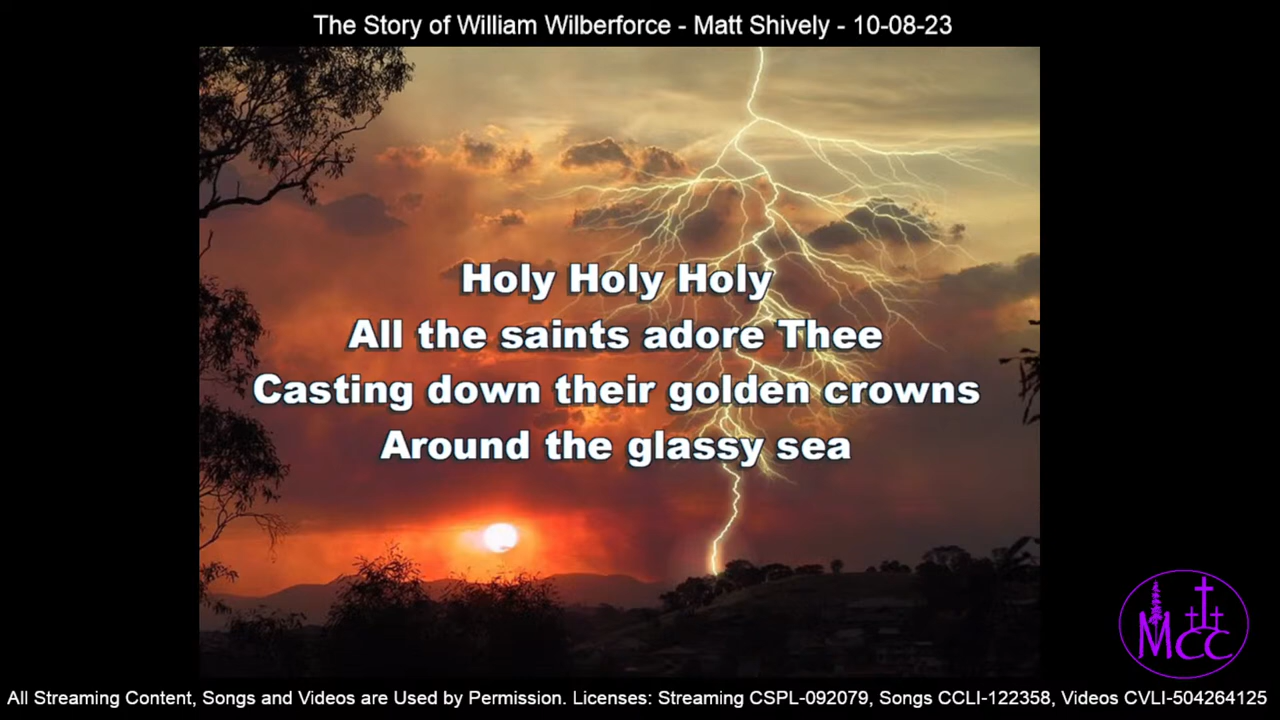 The Story of William Wilberforce - Matt Shively - 10-08-23
Holy Holy Holy
All the saints adore Thee
Casting down their golden crowns
Around the glassy sea
MCC
All Streaming Content, Songs and Videos are Used by Permission. Licenses: Streaming CSPL-092079, Songs CCLI-122358, Videos CVLI-504264125